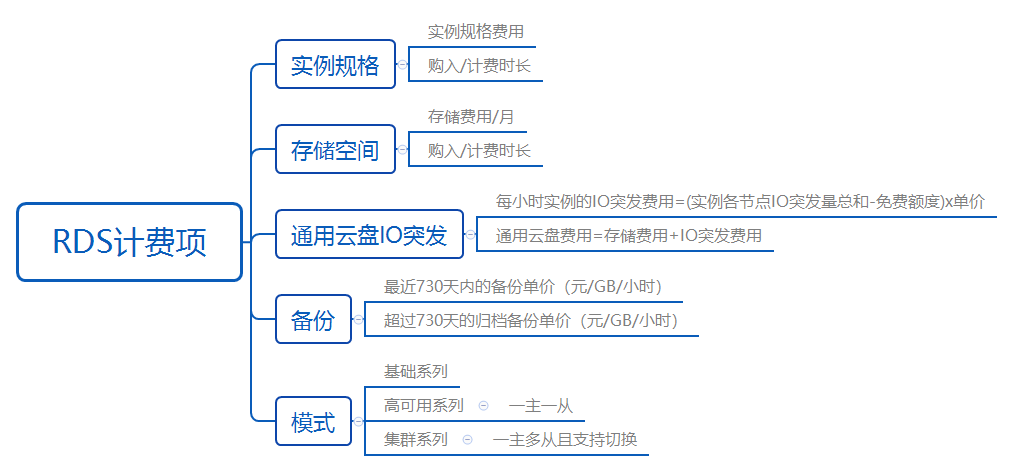 RDS计费项
实例规格
实例规格费用
购入/计费时长
存储空间
存储费用/月
购入/计费时长
通用云盘IO突发
每小时实例的IO突发费用=(实例各节点IO突发量总和-免费额度)x单价
通用云盘费用=存储费用+IO突发费用
备份
最近730天内的备份单价（元/GB/小时）
超过730天的归档备份单价（元/GB/小时）
模式
基础系列
高可用系列
一主一从
集群系列
一主多从且支持切换